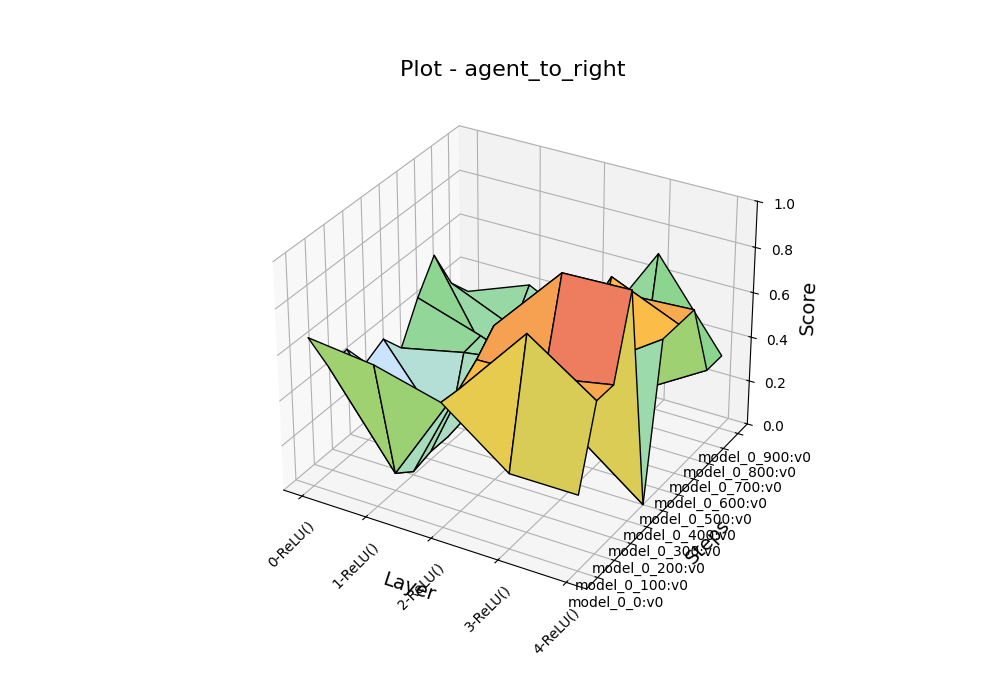 Plot - agent_to_right
1.0
0.8
0.6
0.4
0.2
0.0
Score
model_0_900:v0
model_0_800:v0
model_0_700:v0
model_0_600:v0
model_0_500:v0
model_0_400:v0
model_0_300:v0
model_0_200:v0
model_0_100:v0
model_0_0:v0
Steps
0-ReLU()
1-ReLU()
2-ReLU()
3-ReLU()
4-ReLU()
Layer